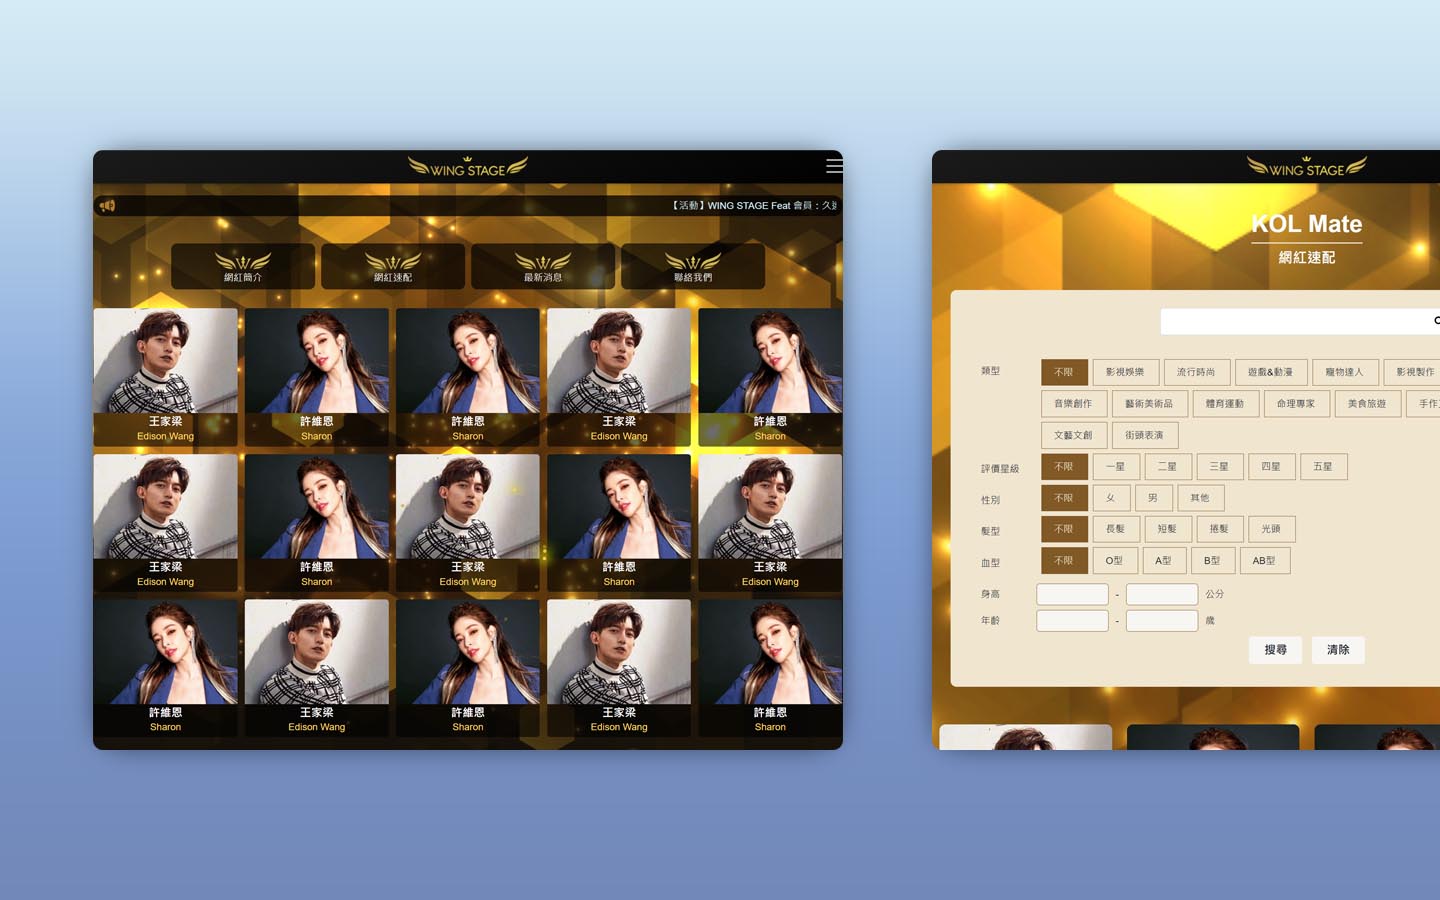 WING STAGE
【活動】WING STAGE Feat 會員：久違
網紅簡介 網紅速配 最新消息 聯絡我們
王家梁 許維恩 許維恩 王家梁 許維恩
Edison Wang Sharon Sharon Edison Wang Sharon
王家梁 許維恩 王家梁 許維恩 王家梁
Edison Wang Sharon Edison Wang Sharon Edison Wang
許維恩 王家梁 許維恩 王家梁 許維恩
Sharon Edison Wang Sharon Edison Wang Sharon
WING STAGE
KOL Mate
網紅速配
類型 不限 影視娛樂 流行時尚 遊戲&動漫 寵物達人 影視製作
音樂創作 藝術美術品 體育運動 命理專家 美食旅遊 手作
文藝文創 街頭表演
評價星級 不限 一星 二星 三星 四星 五星
性別 不限 女 男 其他
髮型 不限 長髮 短髮 捲髮 光頭
血型 不限 O型 A型 B型 AB型
身高 - 公分
年齡 - 歲
搜尋 清除